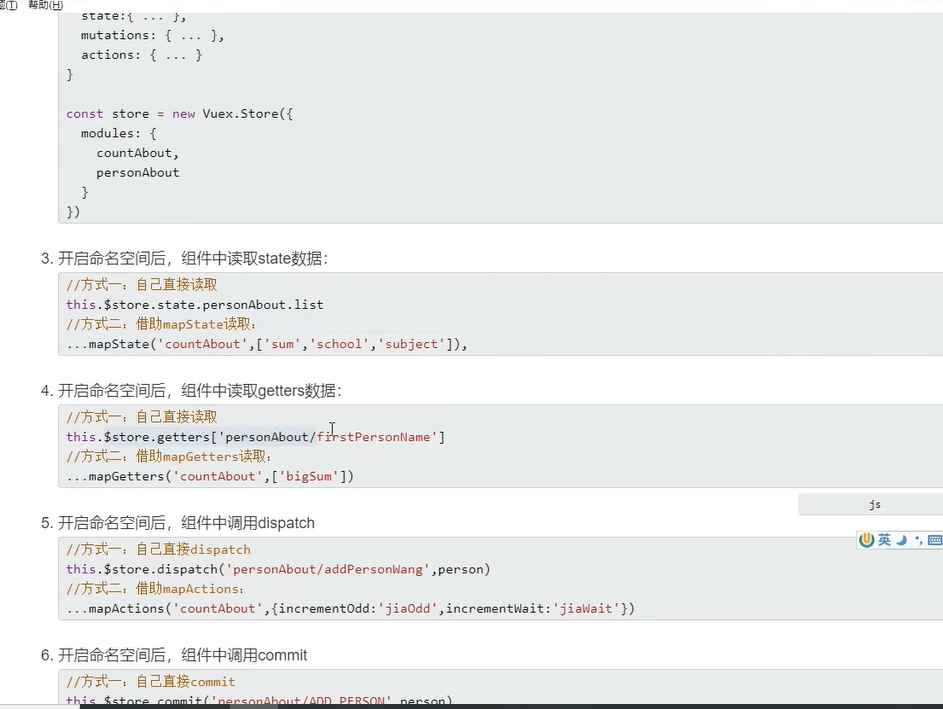 题(T) 帮助(H)
state:{ ... },
mutations: { ... },
actions: { ... }
}
const store = new Vuex.Store({
modules: {
countAbout,
personAbout
}
})
3. 开启命名空间后，组件中读取state数据：
//方式一：自己直接读取
this.$store.state.personAbout.list
//方式二：借助mapState读取：
...mapState('countAbout',['sum','school','subject']),
4. 开启命名空间后，组件中读取getters数据：
//方式一：自己直接读取
this.$store.getters['personAbout/firstPersonName']
//方式二：借助mapGetters读取：
...mapGetters('countAbout',['bigSum'])
js
5. 开启命名空间后，组件中调用dispatch
英
//方式一：自己直接dispatch
this.$store.dispatch('personAbout/addPersonWang',person)
//方式二：借助mapActions：
...mapActions('countAbout',{incrementOdd:'jiaOdd',incrementWait:'jiaWait'})
6. 开启命名空间后，组件中调用commit
//方式一：自己直接commit
this.$store.commit('personAbout/ADD_PERSON',person)